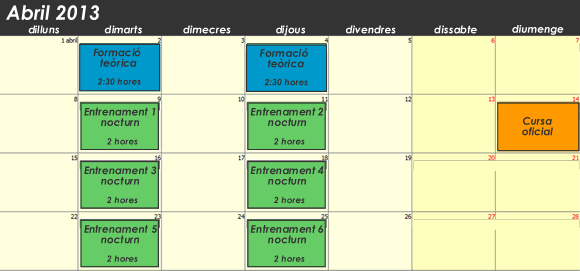 Abril 2013
dilluns dimarts dimecres dijous divendres dissabte diumenge
1 abril 2 3 4 5 6 7
Formació
teòrica
2:30 hores
Formació
teòrica
2:30 hores
8 9 10 11 12 13 14
Entrenament 1
nocturn
2 hores
Entrenament 2
nocturn
2 hores
Cursa
oficial
15 16 17 18 19 20 21
Entrenament 3
nocturn
2 hores
Entrenament 4
nocturn
2 hores
22 23 24 25 26 27 28
Entrenament 5
nocturn
2 hores
Entrenament 6
nocturn
2 hores